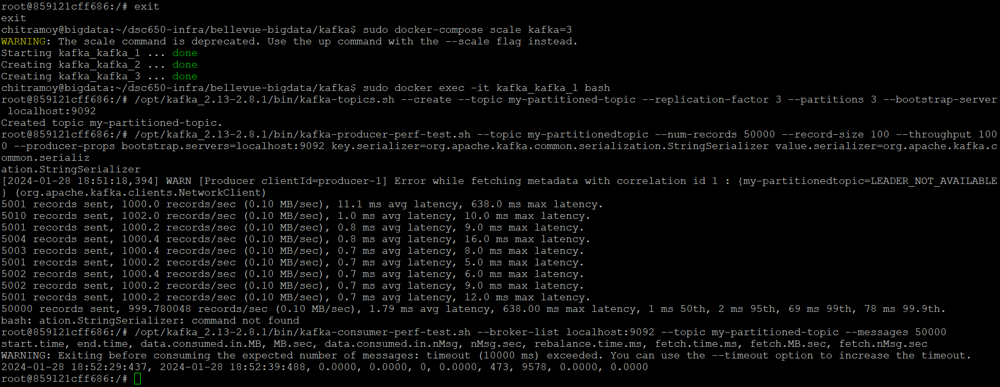 root@859121cff686:/# exit
exit
chitramoy@bigdata:~/dsc650-infra/bellevue-bigdata/kafka$ sudo docker-compose scale kafka=3
WARNING: The scale command is deprecated. Use the up command with the --scale flag instead.
Starting kafka_kafka_1 ... done
Creating kafka_kafka_2 ... done
Creating kafka_kafka_3 ... done
chitramoy@bigdata:~/dsc650-infra/bellevue-bigdata/kafka$ sudo docker exec -it kafka_kafka_1 bash
root@859121cff686:/# /opt/kafka_2.13-2.8.1/bin/kafka-topics.sh --create --topic my-partitioned-topic --replication-factor 3 --partitions 3 --bootstrap-server
 localhost:9092
Created topic my-partitioned-topic.
root@859121cff686:/# /opt/kafka_2.13-2.8.1/bin/kafka-producer-perf-test.sh --topic my-partitionedtopic --num-records 50000 --record-size 100 --throughput 100
0 --producer-props bootstrap.servers=localhost:9092 key.serializer=org.apache.kafka.common.serialization.StringSerializer value.serializer=org.apache.kafka.c
ommon.serializ
ation.StringSerializer
[2024-01-28 18:51:18,394] WARN [Producer clientId=producer-1] Error while fetching metadata with correlation id 1 : {my-partitionedtopic=LEADER_NOT_AVAILABLE
} (org.apache.kafka.clients.NetworkClient)
5001 records sent, 1000.0 records/sec (0.10 MB/sec), 11.1 ms avg latency, 638.0 ms max latency.
5010 records sent, 1002.0 records/sec (0.10 MB/sec), 1.0 ms avg latency, 10.0 ms max latency.
5001 records sent, 1000.2 records/sec (0.10 MB/sec), 0.8 ms avg latency, 9.0 ms max latency.
5004 records sent, 1000.4 records/sec (0.10 MB/sec), 0.8 ms avg latency, 16.0 ms max latency.
5003 records sent, 1000.4 records/sec (0.10 MB/sec), 0.7 ms avg latency, 8.0 ms max latency.
5001 records sent, 1000.2 records/sec (0.10 MB/sec), 0.7 ms avg latency, 5.0 ms max latency.
5002 records sent, 1000.4 records/sec (0.10 MB/sec), 0.7 ms avg latency, 6.0 ms max latency.
5002 records sent, 1000.2 records/sec (0.10 MB/sec), 0.7 ms avg latency, 9.0 ms max latency.
5001 records sent, 1000.2 records/sec (0.10 MB/sec), 0.7 ms avg latency, 12.0 ms max latency.
50000 records sent, 999.780048 records/sec (0.10 MB/sec), 1.79 ms avg latency, 638.00 ms max latency, 1 ms 50th, 2 ms 95th, 69 ms 99th, 78 ms 99.9th.
bash: ation.StringSerializer: command not found
root@859121cff686:/# /opt/kafka_2.13-2.8.1/bin/kafka-consumer-perf-test.sh --broker-list localhost:9092 --topic my-partitioned-topic --messages 50000
start.time, end.time, data.consumed.in.MB, MB.sec, data.consumed.in.nMsg, nMsg.sec, rebalance.time.ms, fetch.time.ms, fetch.MB.sec, fetch.nMsg.sec
WARNING: Exiting before consuming the expected number of messages: timeout (10000 ms) exceeded. You can use the --timeout option to increase the timeout.
2024-01-28 18:52:29:437, 2024-01-28 18:52:39:488, 0.0000, 0.0000, 0, 0.0000, 473, 9578, 0.0000, 0.0000
root@859121cff686:/#